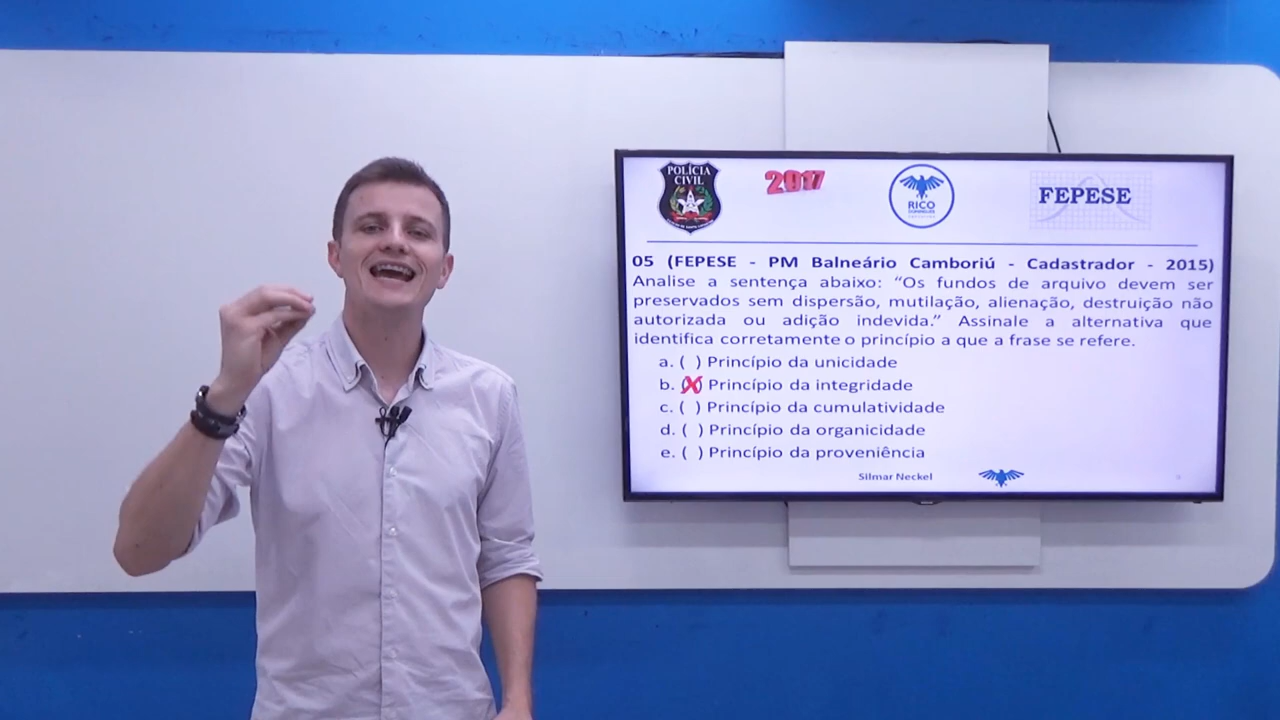 POLÍCIA
CIVIL
2017
RICO
FEPESE
05 (FEPESE - PM Balneário Camboriú - Cadastrador - 2015)
Analise a sentença abaixo: “Os fundos de arquivo devem ser
preservados sem dispersão, mutilação, alienação, destruição não
autorizada ou adição indevida.” Assinale a alternativa que
identifica corretamente o princípio a que a frase se refere.
a. ( ) Princípio da unicidade
b. (X) Princípio da integridade
c. ( ) Princípio da cumulatividade
d. ( ) Princípio da organicidade
e. ( ) Princípio da proveniência
Silmar Neckel